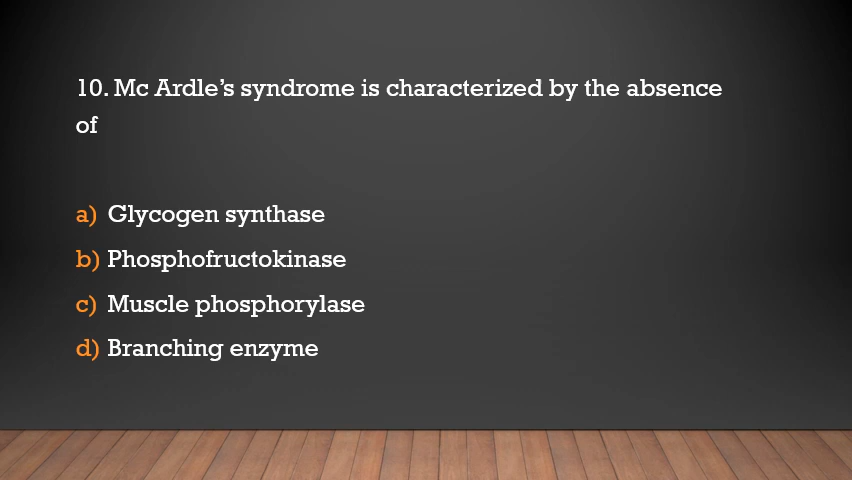 10. Mc Ardle's syndrome is characterized by the absence
of
a) Glycogen synthase
b) Phosphofructokinase
c) Muscle phosphorylase
d) Branching enzyme